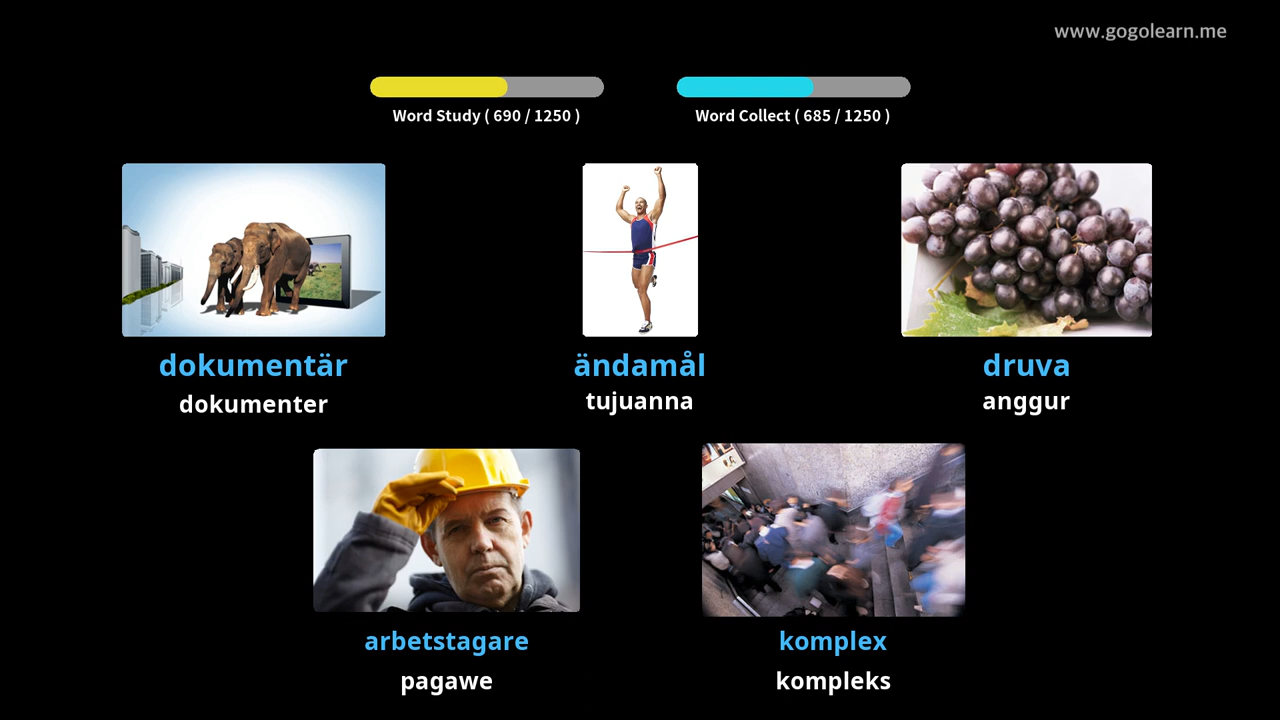 www.gogolearn.me
Word Study ( 690 / 1250 )
Word Collect ( 685 / 1250 )
dokumentär
dokumenter
ändamål
tujuanna
druva
anggur
arbetstagare
pagawe
komplex
kompleks